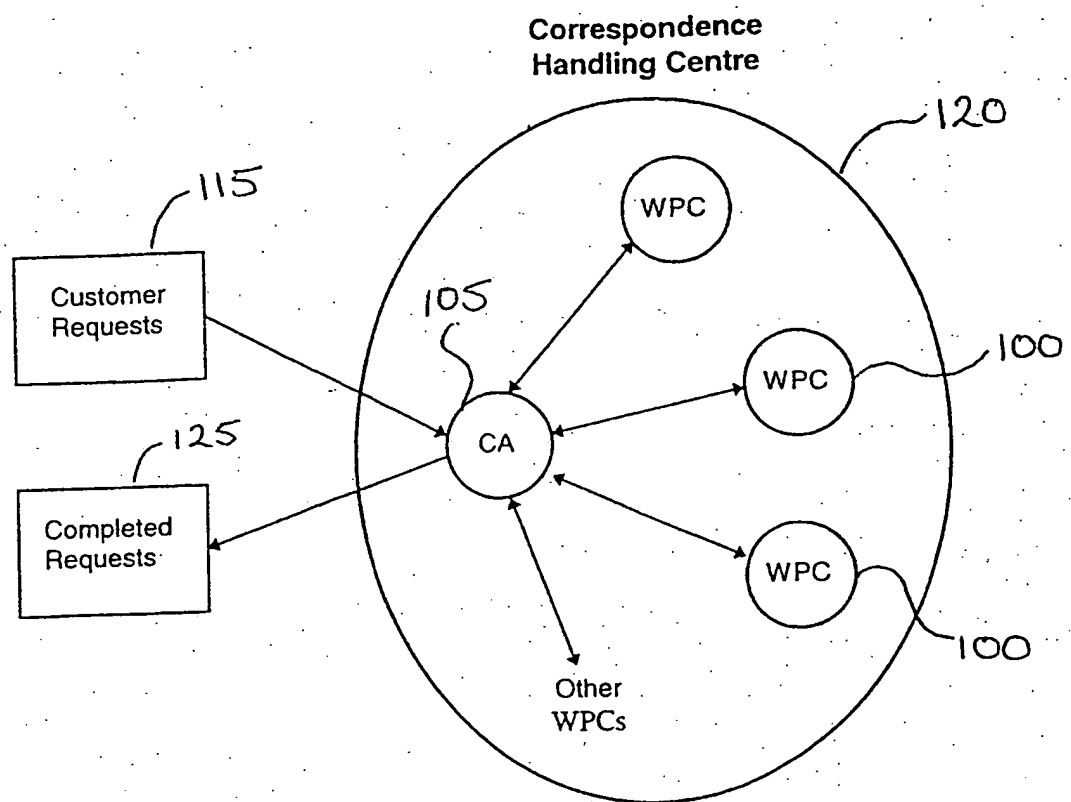 Correspondence
Handling Centre
120
115
WPC
Customer
Requests
105
100
WPC
125
CA
Completed
Requests
WPC
100
Other
WPCs